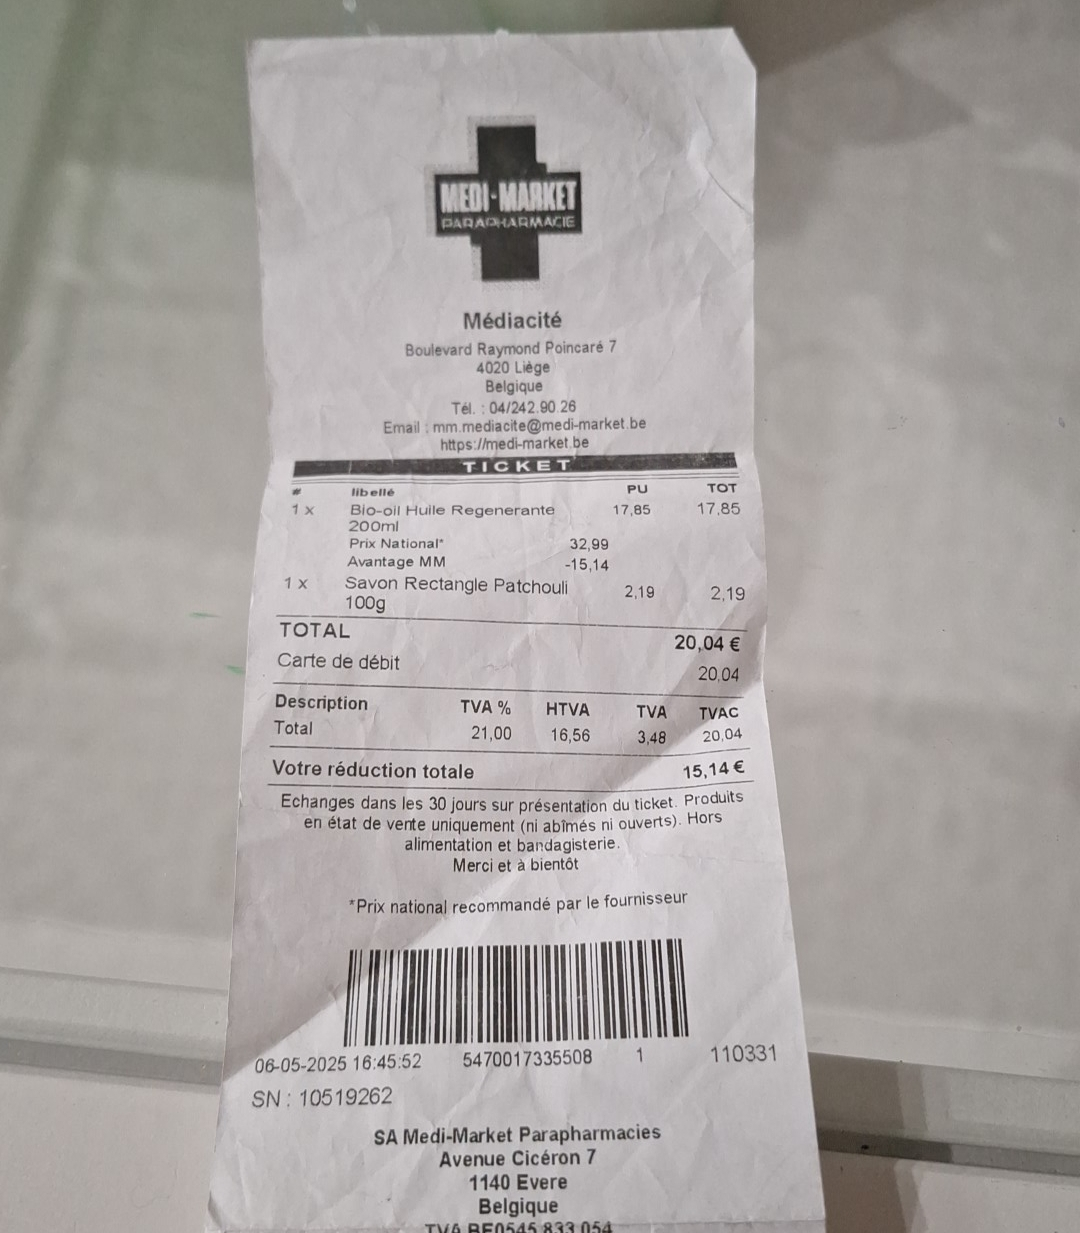 MEDI-MARKET
PARAPHARMACIE
Médiacité
Boulevard Raymond Poincaré 7
4020 Liège
Belgique
Tél. : 04/242.90.26
Email : mm.mediacite@medi-market.be
https://medi-market.be
TICKET
# libellé PU TOT
1 x Bio-oil Huile Regenerante 17,85 17,85
200ml
Prix National* 32,99
Avantage MM -15,14
1 x Savon Rectangle Patchouli 2,19 2,19
100g
TOTAL 20,04 €
Carte de débit 20,04
Description TVA % HTVA TVA TVAC
Total 21,00 16,56 3,48 20,04
Votre réduction totale 15,14 €
Echanges dans les 30 jours sur présentation du ticket. Produits
en état de vente uniquement (ni abîmés ni ouverts). Hors
alimentation et bandagisterie.
Merci et à bientôt
*Prix national recommandé par le fournisseur
06-05-2025 16:45:52 5470017335508 1 110331
SN : 10519262
SA Medi-Market Parapharmacies
Avenue Cicéron 7
1140 Evere
Belgique
TVA BE0545.833.054